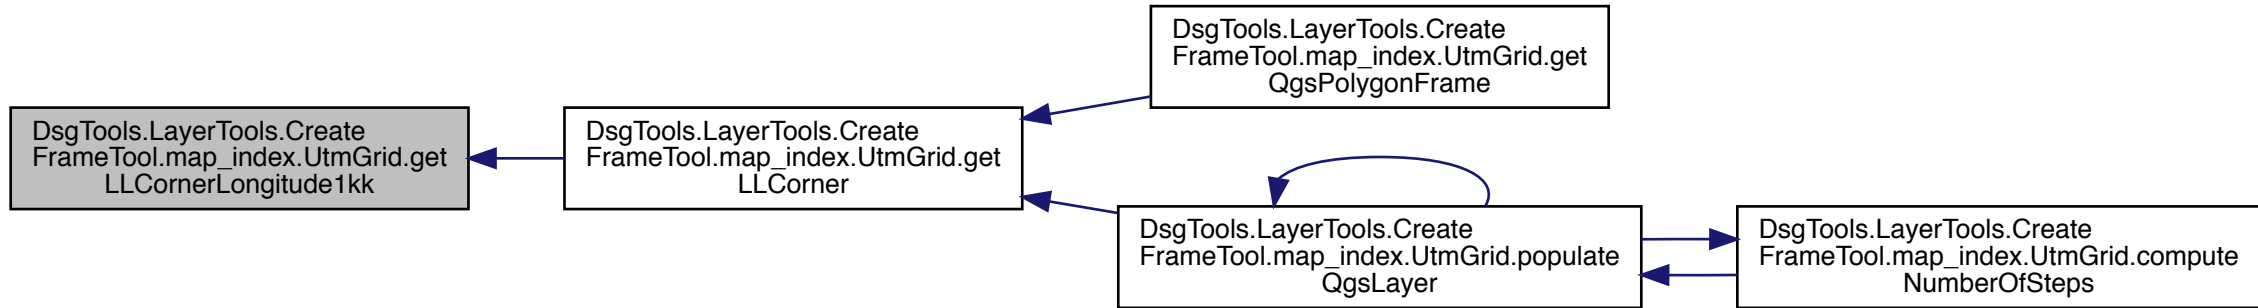 DsgTools.LayerTools.Create
FrameTool.map_index.UtmGrid.get
LLCornerLongitude1kk
DsgTools.LayerTools.Create
FrameTool.map_index.UtmGrid.get
LLCorner
DsgTools.LayerTools.Create
FrameTool.map_index.UtmGrid.get
QgsPolygonFrame
DsgTools.LayerTools.Create
FrameTool.map_index.UtmGrid.populate
QgsLayer
DsgTools.LayerTools.Create
FrameTool.map_index.UtmGrid.compute
NumberOfSteps